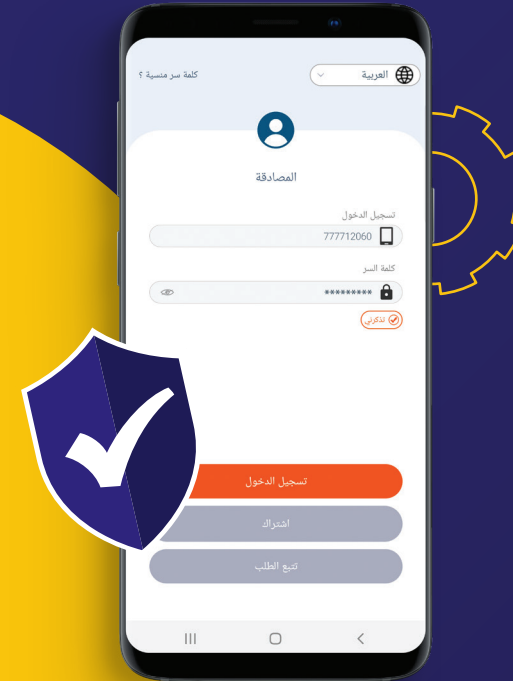 العربية
كلمة سر منسية ؟
المصادقة
تسجيل الدخول
777712060
كلمة السر
*********
تذكرني
تسجيل الدخول
اشتراك
تتبع الطلب